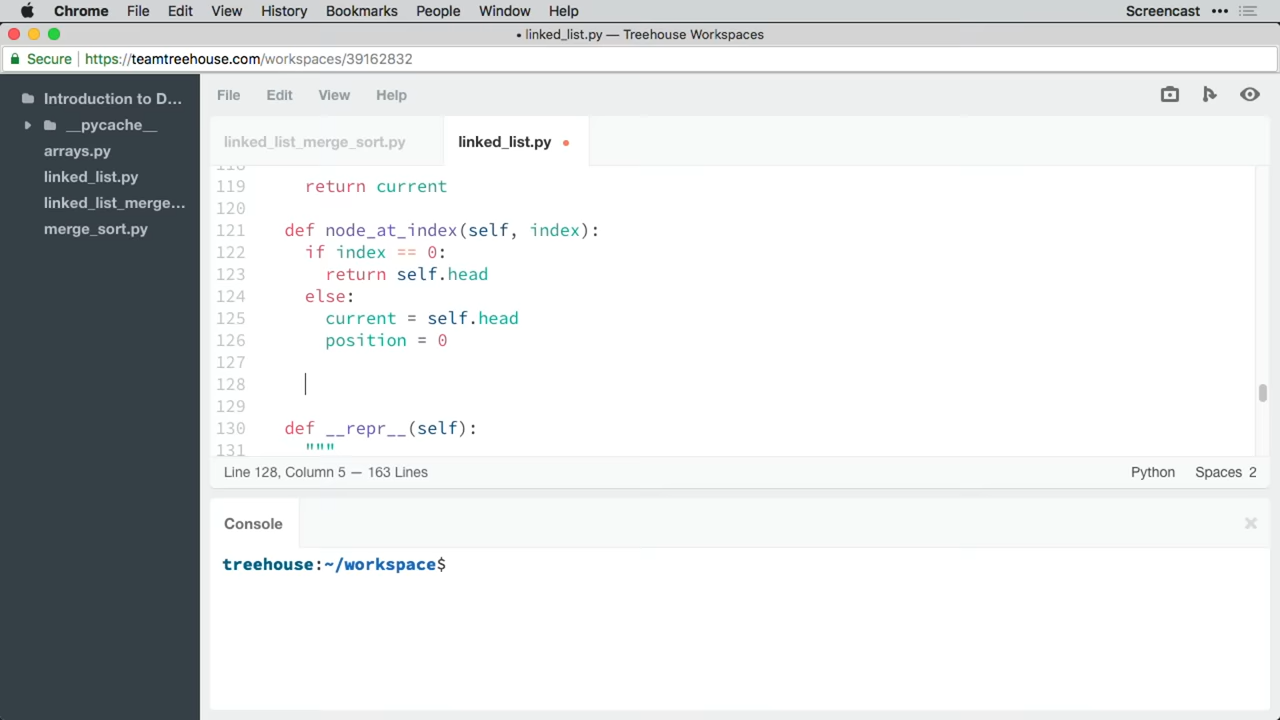 Chrome File Edit View History Bookmarks People Window Help Screencast •••
• linked_list.py — Treehouse Workspaces
Secure https://teamtreehouse.com/workspaces/39162832
Introduction to D...
__pycache__
arrays.py
linked_list.py
linked_list_merge...
merge_sort.py
File Edit View Help
linked_list_merge_sort.py linked_list.py
118
119 return current
120
121 def node_at_index(self, index):
122 if index == 0:
123 return self.head
124 else:
125 current = self.head
126 position = 0
127
128
129
130 def __repr__(self):
131 """
Line 128, Column 5 — 163 Lines Python Spaces 2
Console
treehouse:~/workspace$